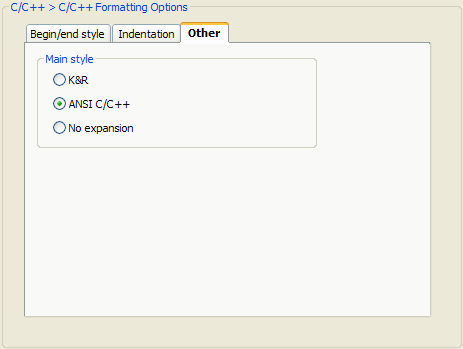 C/C++ > C/C++ Formatting Options
Begin/end style Indentation Other
Main style
K&R
ANSI C/C++
No expansion